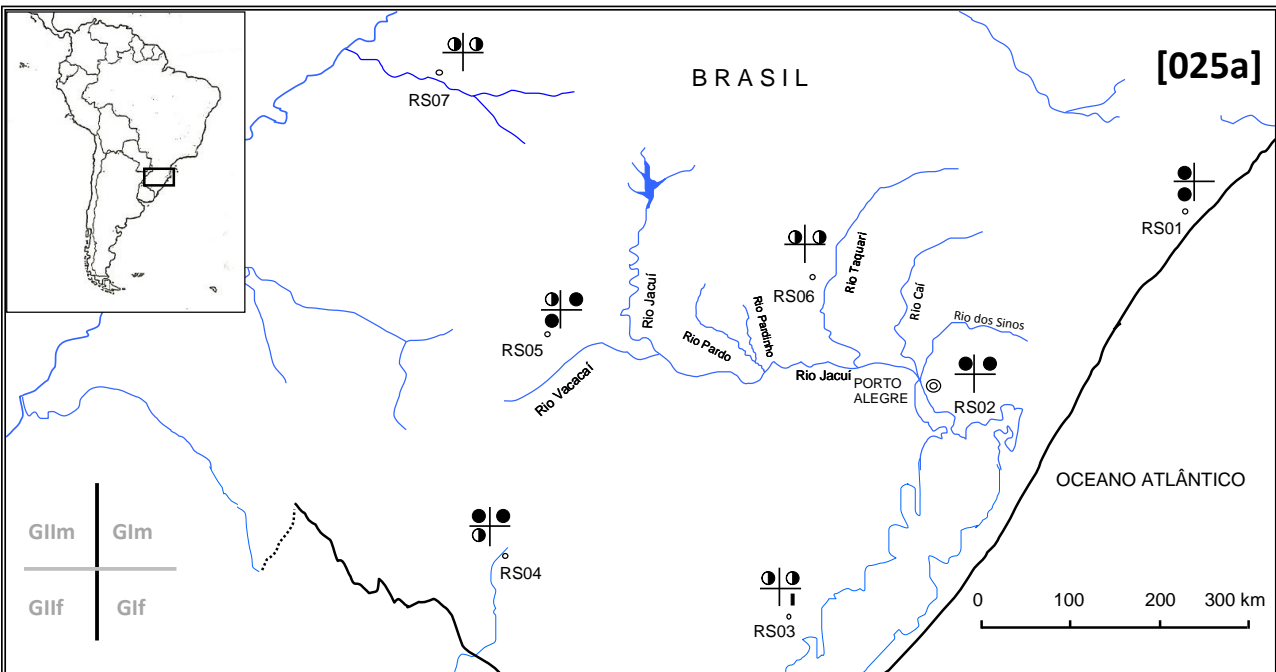 [025a]
BRASIL
RS07
RS01
Rio Taquari
Rio Caí
Rio Jacuí
RS06
Rio Pardinho
Rio dos Sinos
RS05
Rio Pardo
Rio Vacacaí
Rio Jacuí
PORTO
ALEGRE
RS02
OCEANO ATLÂNTICO
GIIm GIm
GIIf GIf
RS04
RS03
0 100 200 300 km